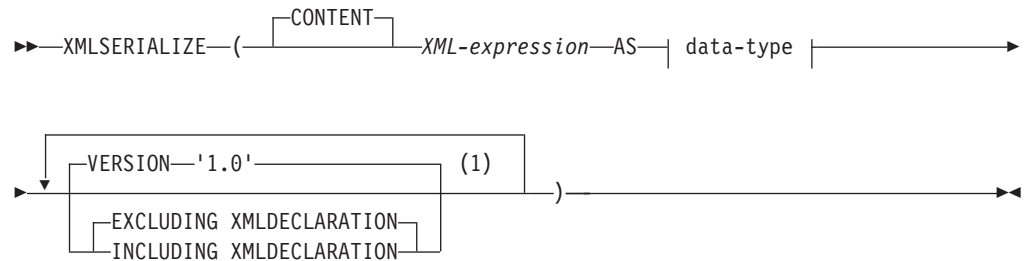 CONTENT
XMLSERIALIZE ( XML-expression AS data-type
VERSION '1.0' (1)
)
EXCLUDING XMLDECLARATION
INCLUDING XMLDECLARATION